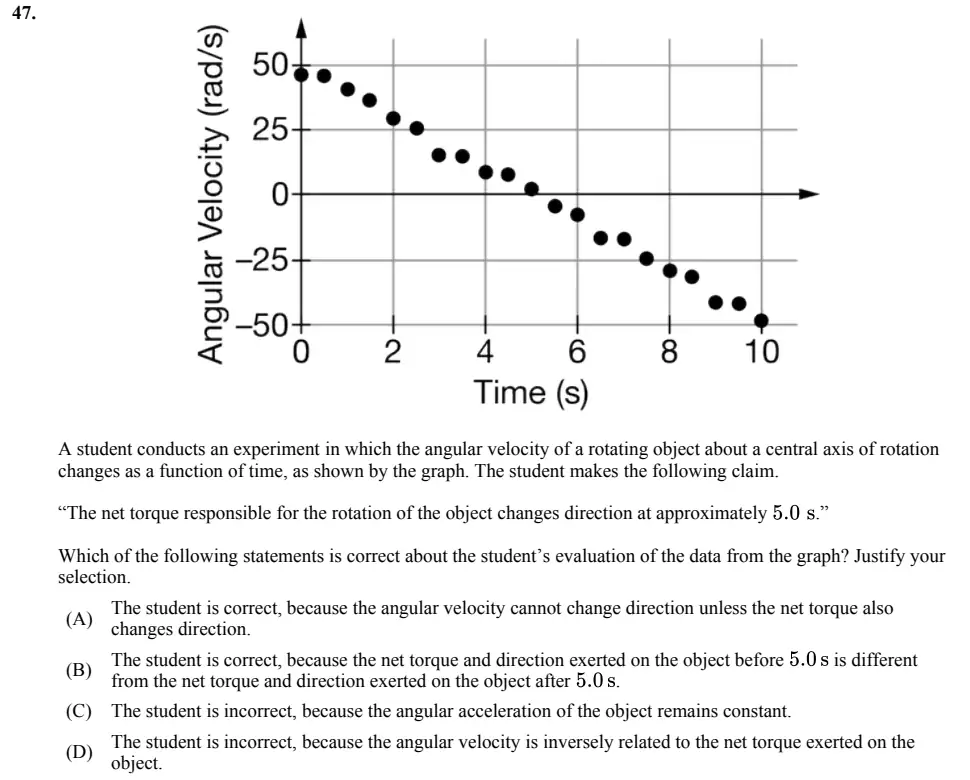 47.
Angular Velocity (rad/s)
50
25
0
−25
−50
0 2 4 6 8 10
Time (s)
A student conducts an experiment in which the angular velocity of a rotating object about a central axis of rotation
changes as a function of time, as shown by the graph. The student makes the following claim.
“The net torque responsible for the rotation of the object changes direction at approximately 5.0 s.”
Which of the following statements is correct about the student’s evaluation of the data from the graph? Justify your
selection.
(A) The student is correct, because the angular velocity cannot change direction unless the net torque also
changes direction.
(B) The student is correct, because the net torque and direction exerted on the object before 5.0 s is different
from the net torque and direction exerted on the object after 5.0 s.
(C) The student is incorrect, because the angular acceleration of the object remains constant.
(D) The student is incorrect, because the angular velocity is inversely related to the net torque exerted on the
object.